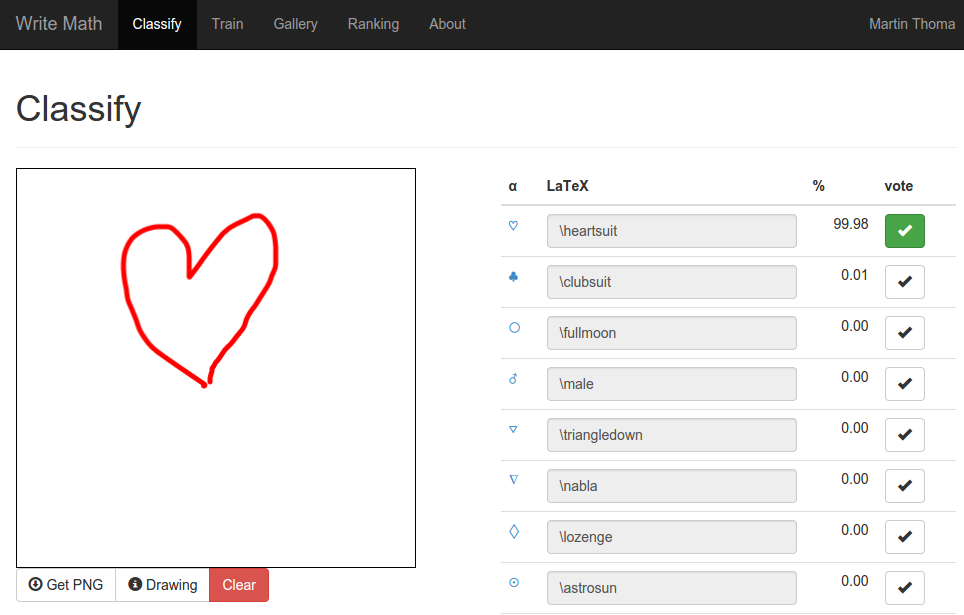 Write Math Classify Train Gallery Ranking About Martin Thoma
Classify
α LaTeX % vote
♡ \heartsuit 99.98 ✔
♣ \clubsuit 0.01 ✔
○ \fullmoon 0.00 ✔
♂ \male 0.00 ✔
▽ \triangledown 0.00 ✔
∇ \nabla 0.00 ✔
◊ \lozenge 0.00 ✔
⊙ \astrosun 0.00 ✔
Get PNG Drawing Clear